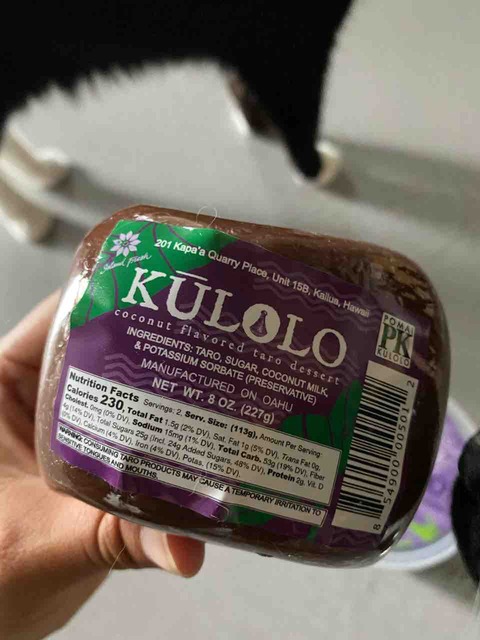 Island Fresh
201 Kapa'a Quarry Place, Unit 15B, Kailua, Hawaii
KŪLOLO
coconut flavored taro dessert
INGREDIENTS: TARO, SUGAR, COCONUT MILK,
& POTASSIUM SORBATE (PRESERVATIVE)
MANUFACTURED ON OAHU
NET WT. 8 OZ. (227g)
POMAI
PK
KULOLO
Nutrition Facts Servings: 2, Serv. Size: (113g), Amount Per Serving:
Calories 230, Total Fat 1.5g (2% DV), Sat. Fat 1g (5% DV), Trans Fat 0g,
Cholest. 0mg (0% DV), Sodium 15mg (1% DV), Total Carb. 53g (19% DV), Fiber
4g (14% DV), Total Sugars 25g (Incl. 24g Added Sugars, 48% DV), Protein 2g, Vit. D
0% DV), Calcium (4% DV), Iron (4% DV), Potas. (15% DV)
WARNING: CONSUMING TARO PRODUCTS MAY CAUSE A TEMPORARY IRRITATION TO
SENSITIVE TONGUES AND MOUTHS.
8 54900 00501 2